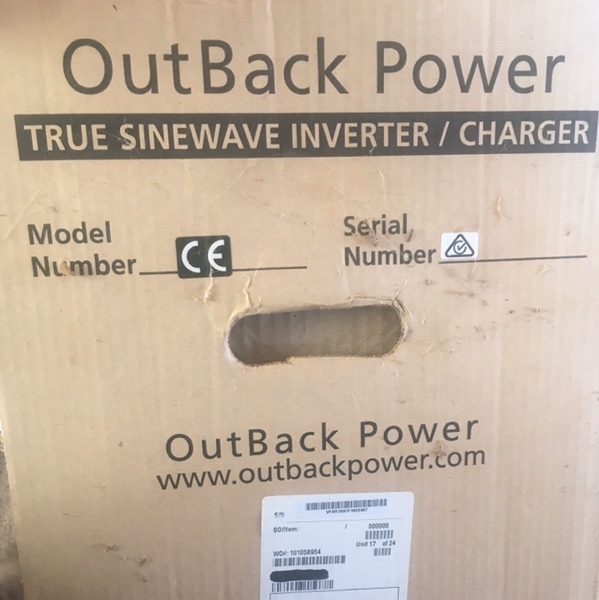 OutBack Power
TRUE SINEWAVE INVERTER / CHARGER
Model Number
CE
Serial Number
OutBack Power
www.outbackpower.com
S/N
SO/Item: / 000000
Unit 17 of 24
WO#: 101058954